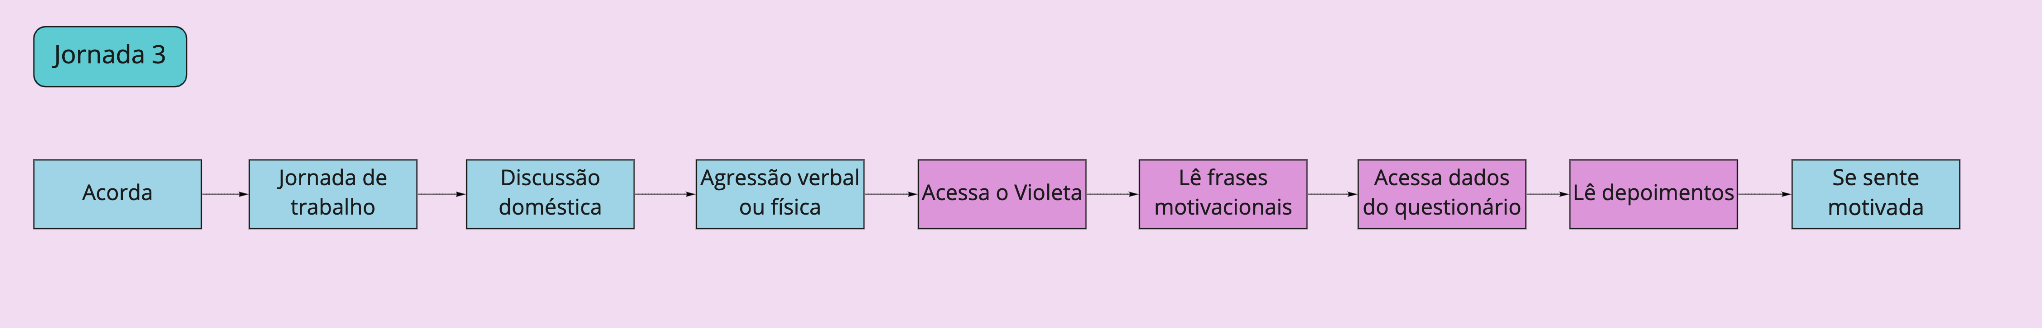 Jornada 3
Acorda
Jornada de
trabalho
Discussão
doméstica
Agressão verbal
ou física
Acessa o Violeta
Lê frases
motivacionais
Acessa dados
do questionário
Lê depoimentos
Se sente
motivada